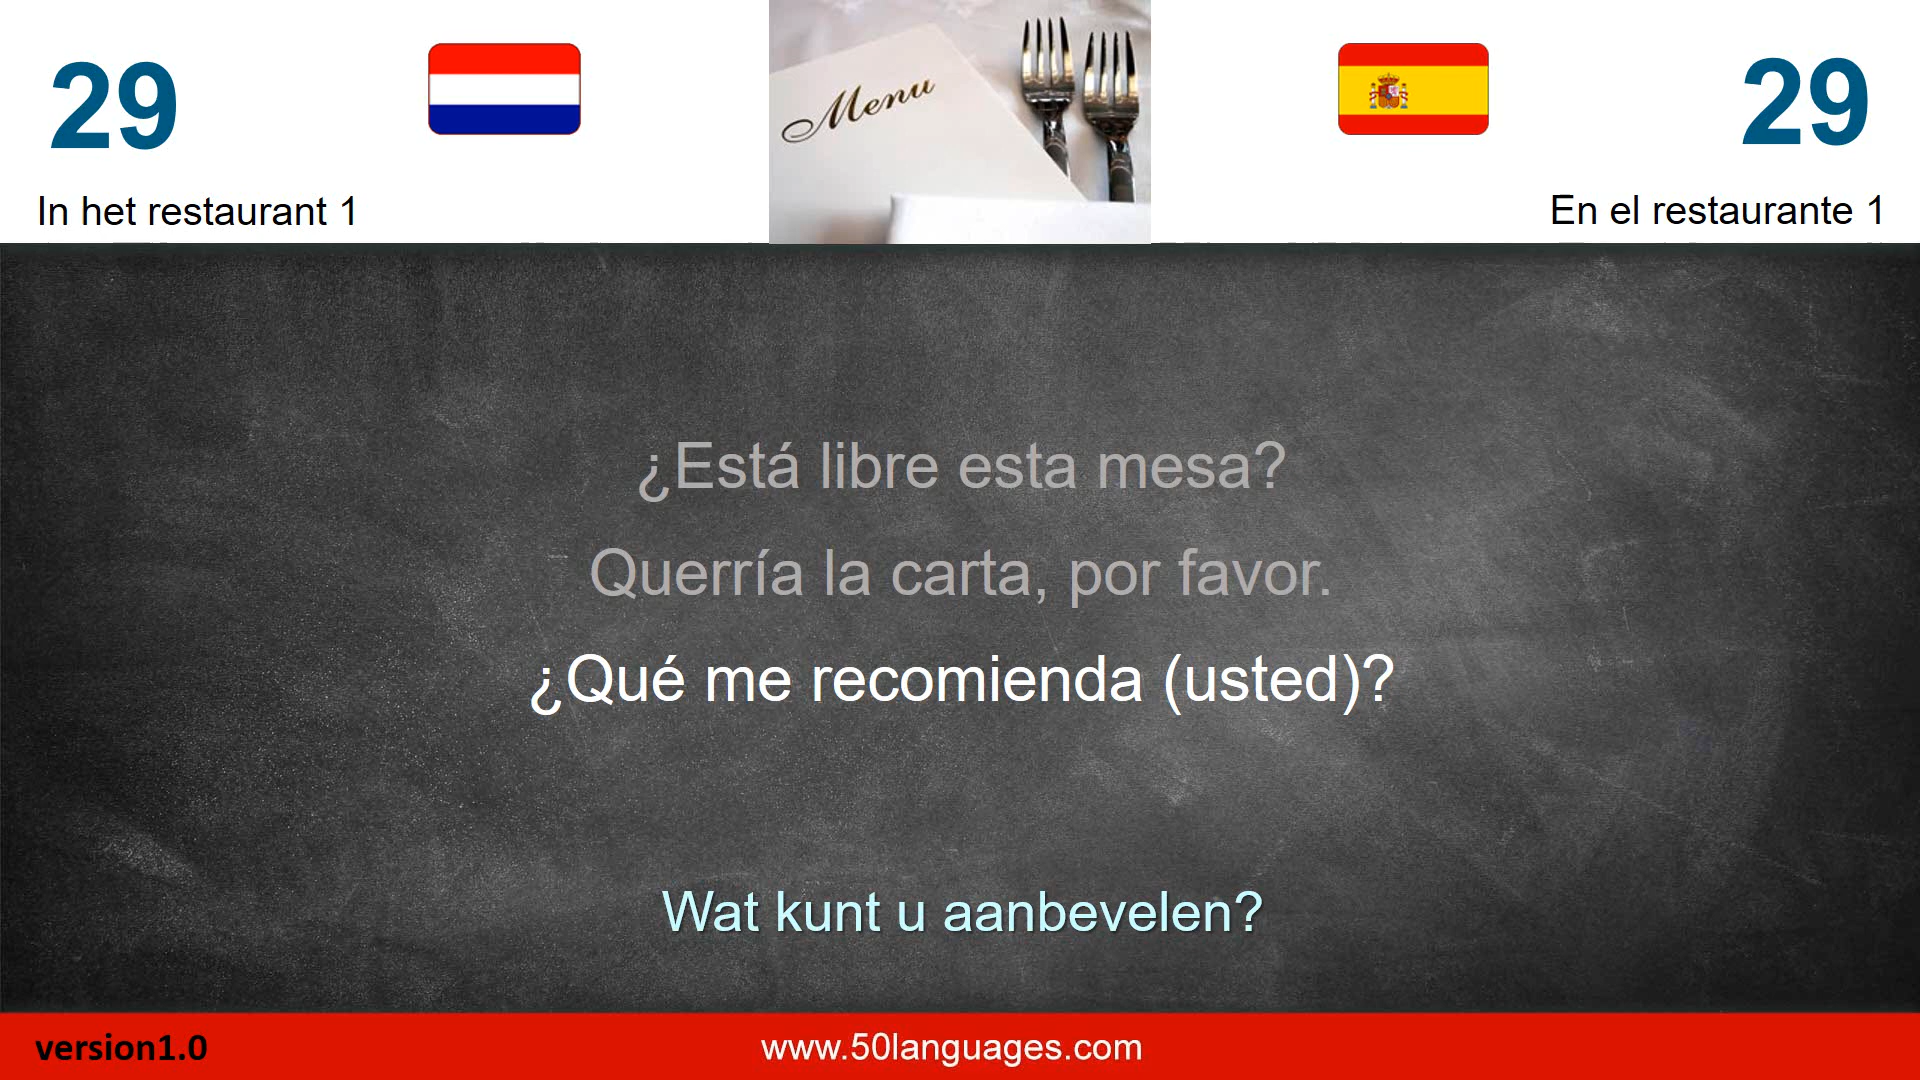 29
29
In het restaurant 1
Menu
En el restaurante 1
¿Está libre esta mesa?
Querría la carta, por favor.
¿Qué me recomienda (usted)?
Wat kunt u aanbevelen?
version1.0
www.50languages.com